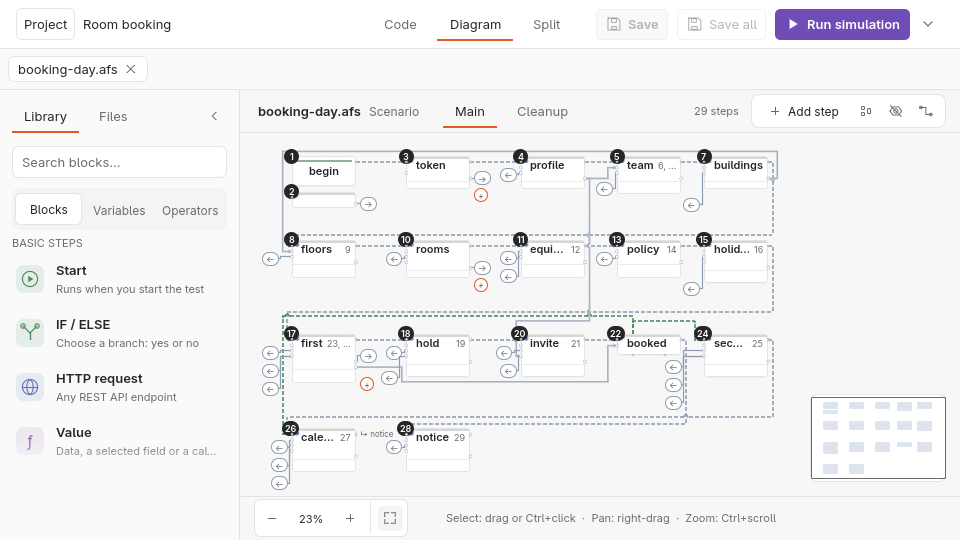 Project Room booking Code Diagram Split Save Save all Run simulation
booking-day.afs
Library Files
booking-day.afs Scenario Main Cleanup 29 steps Add step
Search blocks...
Blocks Variables Operators
BASIC STEPS
Start
Runs when you start the test
IF / ELSE
Choose a branch: yes or no
HTTP request
Any REST API endpoint
Value
Data, a selected field or a cal...
1 begin
2
3 token
4 profile
5 team 6, ...
7 buildings
8 floors 9
10 rooms
11 equi... 12
13 policy 14
15 holid... 16
17 first 23, ...
18 hold 19
20 invite 21
22 booked
24 sec... 25
26 cale... 27
↳ notice
28 notice 29
23%
Select: drag or Ctrl+click · Pan: right-drag · Zoom: Ctrl+scroll